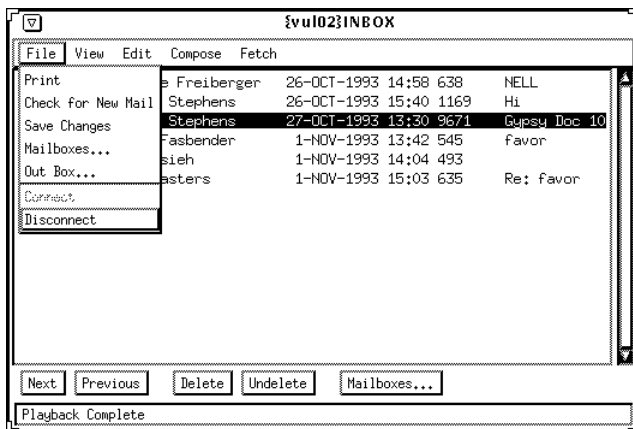 {vul02}INBOX
File View Edit Compose Fetch
Print
Check for New Mail
Save Changes
Mailboxes...
Out Box...
Connect
Disconnect
e Freiberger 26-OCT-1993 14:58 638 NELL
Stephens 26-OCT-1993 15:40 1169 Hi
Stephens 27-OCT-1993 13:30 9671 Gypsy Doc 10
Fasbender 1-NOV-1993 13:42 545 favor
sieh 1-NOV-1993 14:04 493
asters 1-NOV-1993 15:03 635 Re: favor
Next Previous Delete Undelete Mailboxes...
Playback Complete